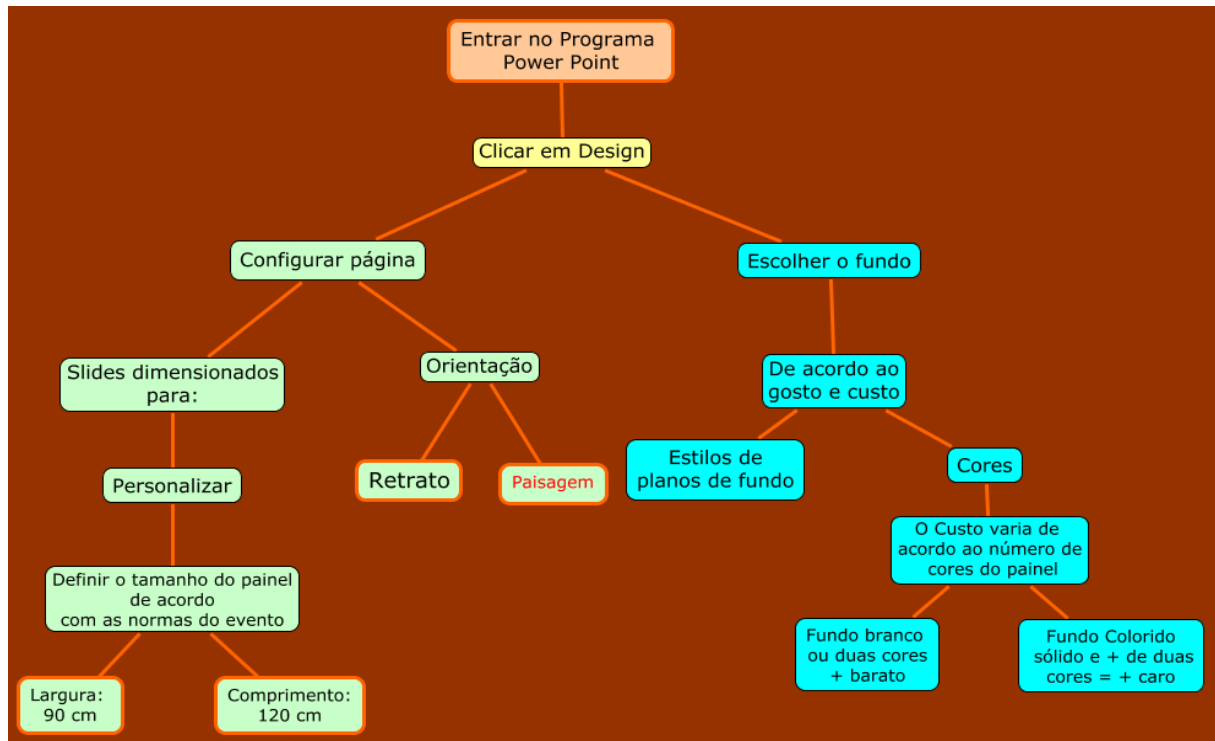 Entrar no Programa
Power Point
Clicar em Design
Configurar página
Escolher o fundo
Slides dimensionados
para:
Orientação
De acordo ao
gosto e custo
Personalizar
Retrato
Paisagem
Estilos de
planos de fundo
Cores
Definir o tamanho do painel
de acordo
com as normas do evento
O Custo varia de
acordo ao número de
cores do painel
Largura:
90 cm
Comprimento:
120 cm
Fundo branco
ou duas cores
+ barato
Fundo Colorido
sólido e + de duas
cores = + caro